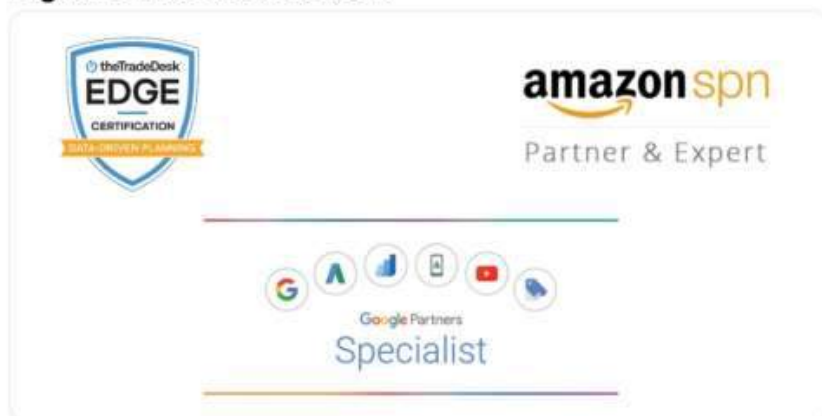 theTradeDesk
EDGE
CERTIFICATION
DATA-DRIVEN PLANNING
amazon spn
Partner & Expert
Google Partners
Specialist